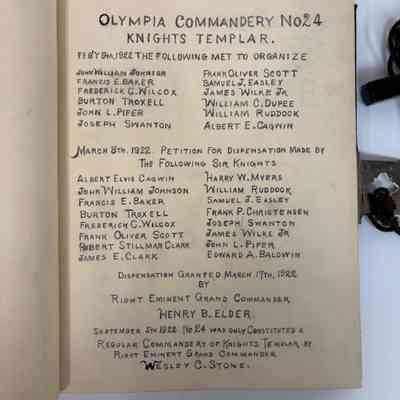 OLYMPIA COMMANDERY No24
KNIGHTS TEMPLAR.
FEB'Y 8TH, 1922 THE FOLLOWING MET TO ORGANIZE
JOHN WILLIAM JOHNSON
FRANCIS E. BAKER
FREDERICK C. WILCOX
BURTON TROXELL
JOHN L. PIFER
JOSEPH SWANTON
FRANK OLIVER SCOTT
SAMUEL J. EASLEY
JAMES WILKE JR
WILLIAM C. DUREE
WILLIAM RUDDOCK
ALBERT E. CAGWIN
MARCH 8TH, 1922. PETITION FOR DISPENSATION MADE BY
THE FOLLOWING SIR KNIGHTS
ALBERT ELVIS CAGWIN
JOHN WILLIAM JOHNSON
FRANCIS E. BAKER
BURTON TROXELL
FREDERICK C. WILCOX
FRANK OLIVER SCOTT
ROBERT STILLMAN CLARK
JAMES E. CLARK
HARRY W. MYERS
WILLIAM RUDDOCK
SAMUEL J. EASLEY
FRANK P. CHRISTENSEN
JOSEPH SWANTON
JAMES WILKE JR
JOHN L. PIFER
EDWARD A. BALDWIN
DISPENSATION GRANTED MARCH 17TH, 1922
BY
RIGHT EMINENT GRAND COMMANDER
HENRY B. ELDER.
SEPTEMBER 5TH 1922 No 24 WAS DULY CONSTITUTED A
REGULAR COMMANDERY OF KNIGHTS TEMPLAR BY
RIGHT EMINENT GRAND COMMANDER
WESLEY C. STONE.